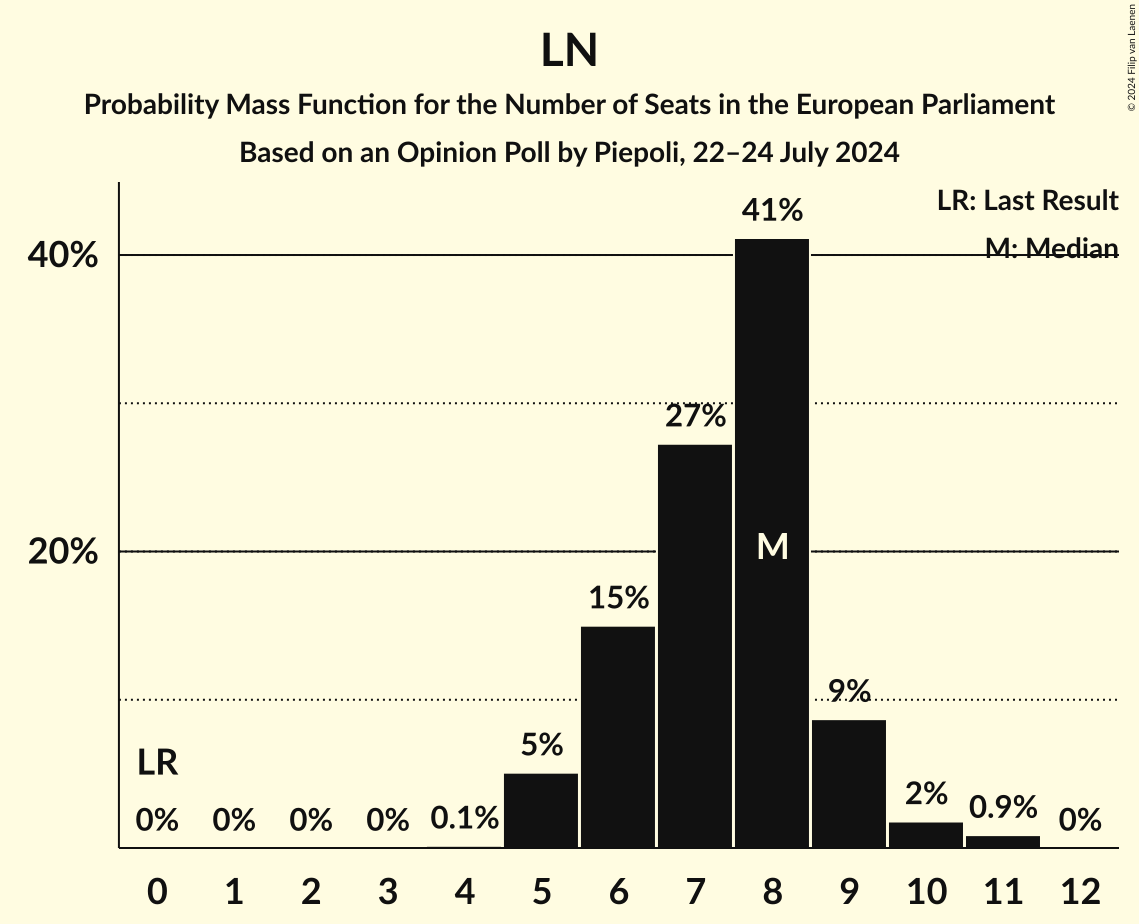 LN
Probability Mass Function for the Number of Seats in the European Parliament
Based on an Opinion Poll by Piepoli, 22–24 July 2024
© 2024 Filip van Laenen
LR: Last Result
M: Median
41%
40%
27%
20%
M
15%
9%
5%
LR
2%
0.9%
0% 0% 0% 0% 0.1% 0%
0 1 2 3 4 5 6 7 8 9 10 11 12